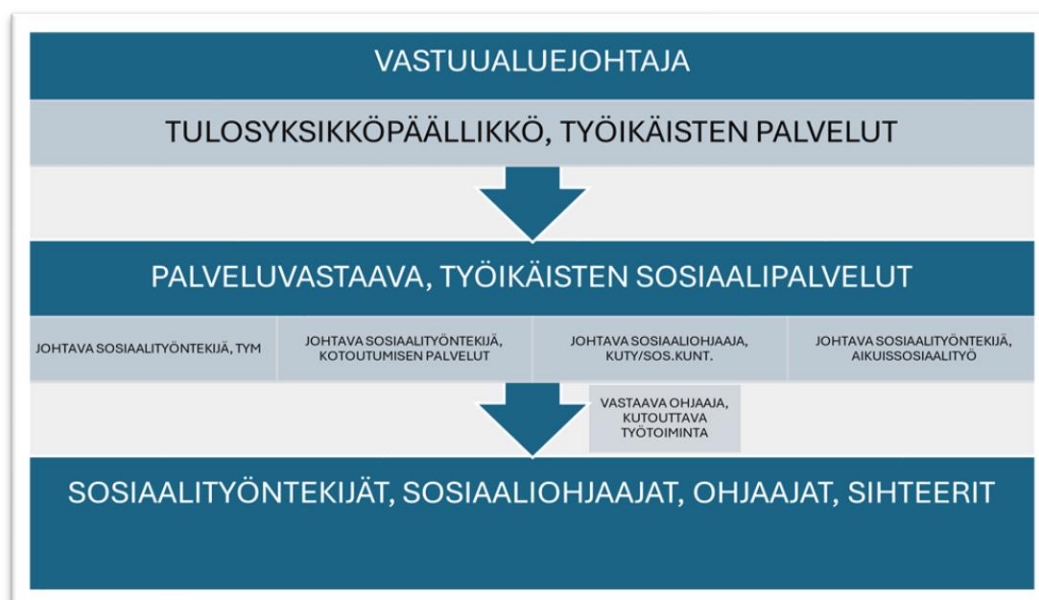 VASTUUALUEJOHTAJA
TULOSYKSIKKÖPÄÄLLIKKÖ, TYÖIKÄISTEN PALVELUT
PALVELUVASTAAVA, TYÖIKÄISTEN SOSIAALIPALVELUT
JOHTAVA SOSIAALITYÖNTEKIJÄ, TYM
JOHTAVA SOSIAALITYÖNTEKIJÄ,
KOTOUTUMISEN PALVELUT
JOHTAVA SOSIAALIOHJAAJA,
KUTY/SOS.KUNT.
JOHTAVA SOSIAALITYÖNTEKIJÄ,
AIKUISSOSIAALITYÖ
VASTAAVA OHJAAJA,
KUTOUTTAVA
TYÖTOIMINTA
SOSIAALITYÖNTEKIJÄT, SOSIAALIOHJAAJAT, OHJAAJAT, SIHTEERIT